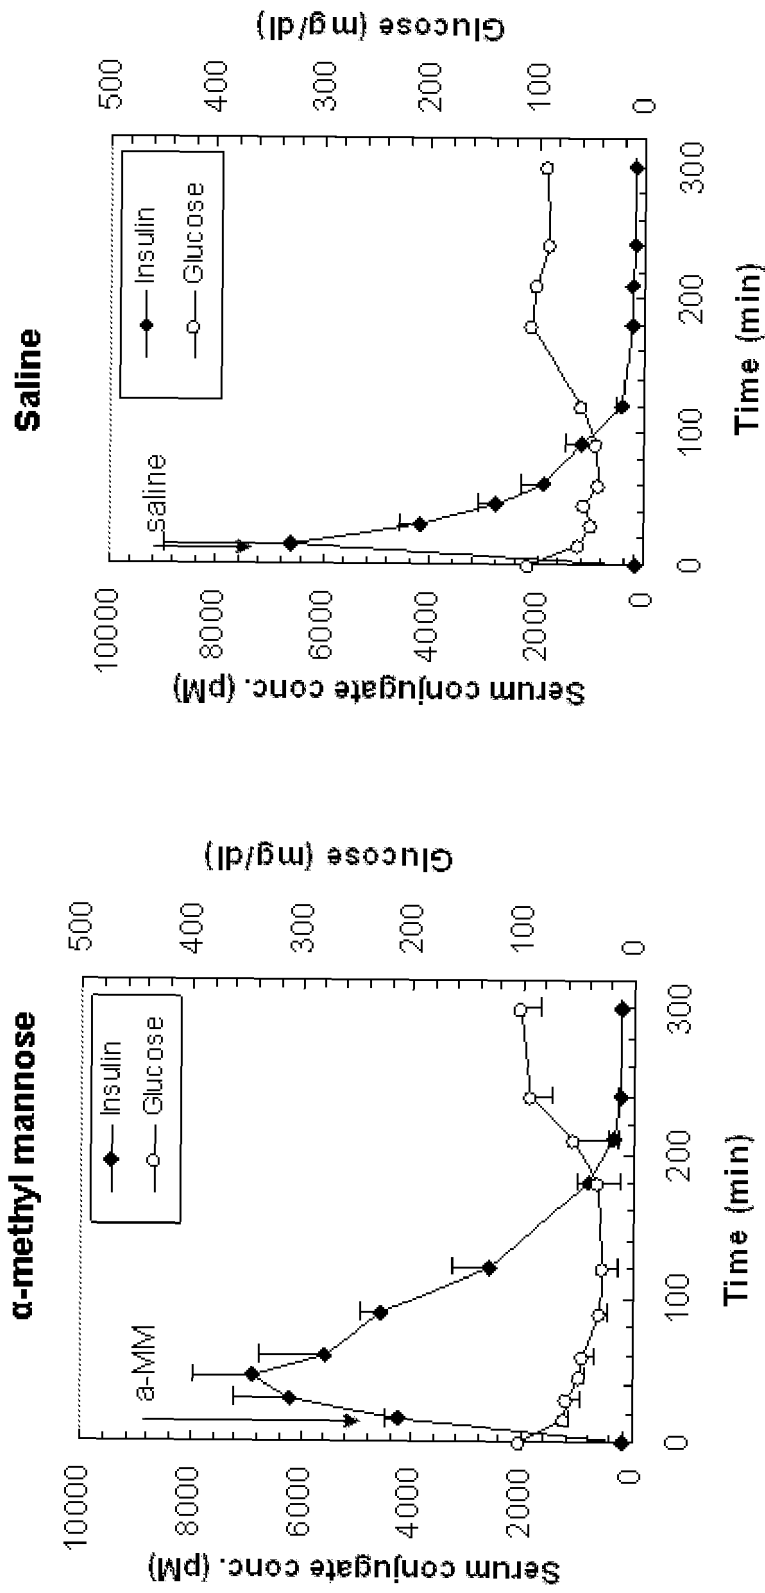 α-methyl mannose
a-MM
Insulin
Glucose
Serum conjugate conc. (pM)
10000
8000
6000
4000
2000
0
Glucose (mg/dl)
500
400
300
200
100
0
0
100
200
300
Time (min)
Saline
saline
Insulin
Glucose
Serum conjugate conc. (pM)
10000
8000
6000
4000
2000
0
Glucose (mg/dl)
500
400
300
200
100
0
0
100
200
300
Time (min)